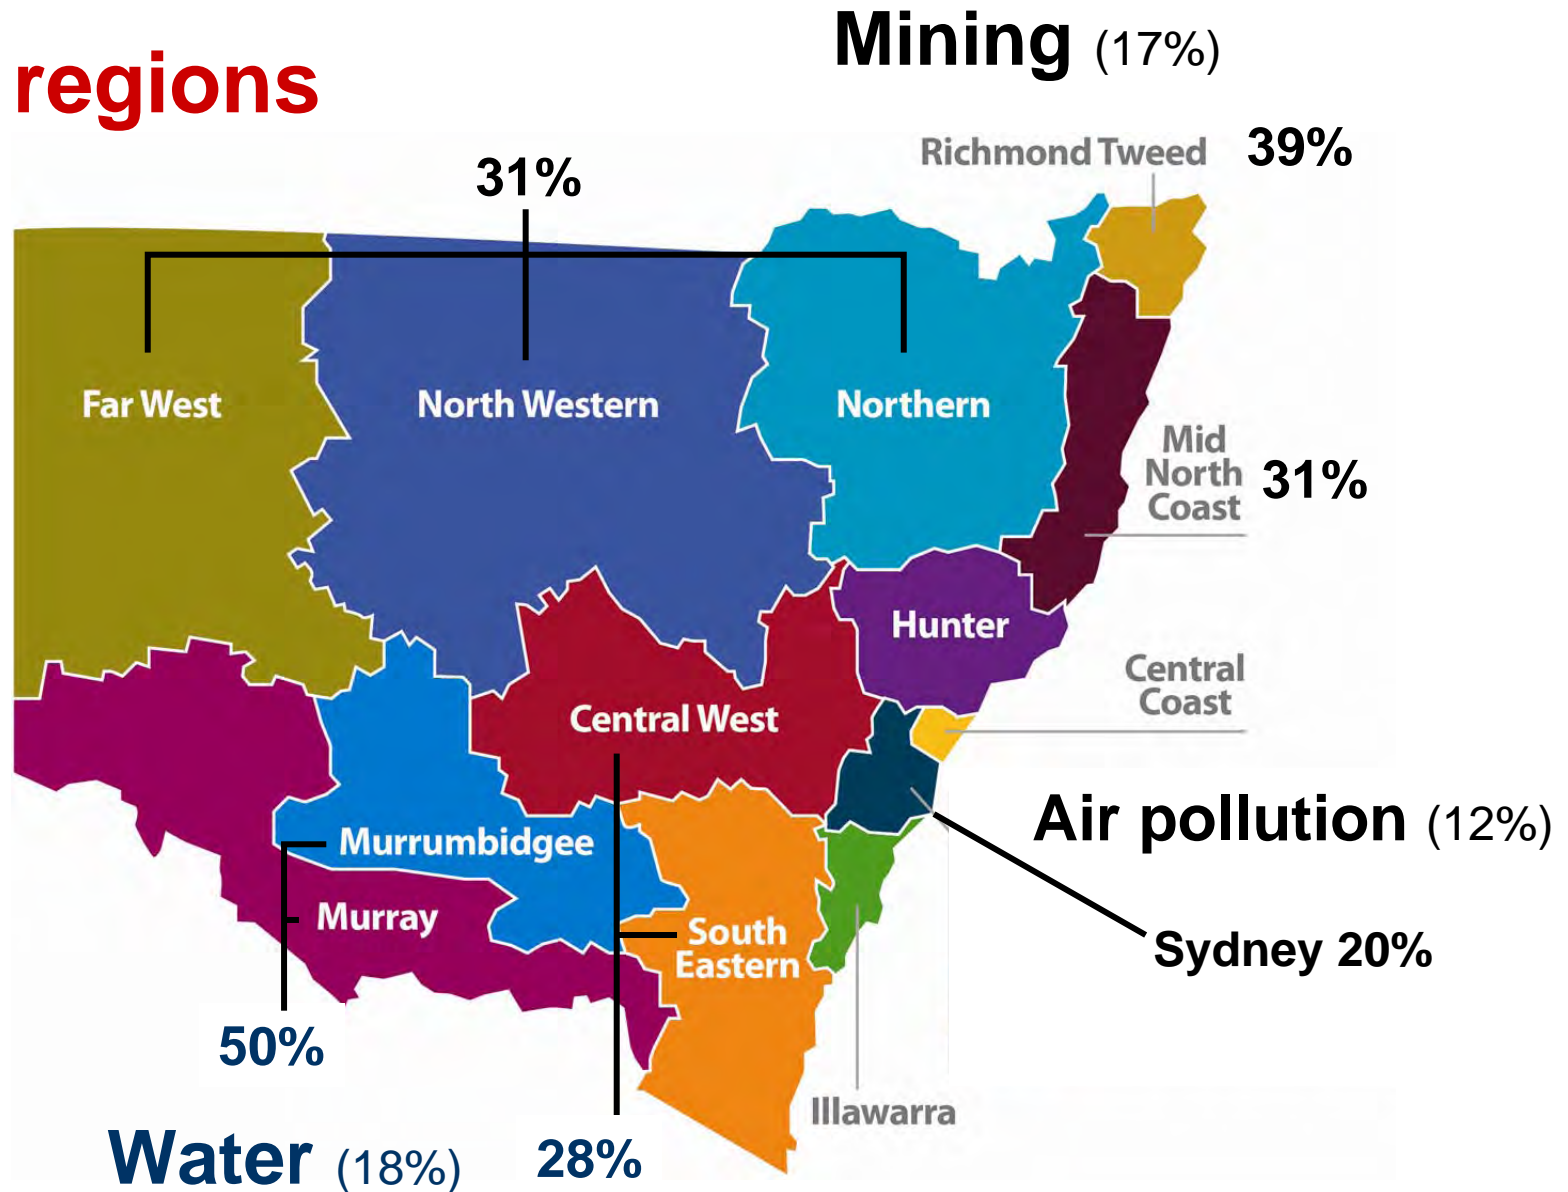 Mining (17%)
regions
Richmond Tweed 39%
31%
Far West
North Western
Northern
Mid
North
Coast
31%
Hunter
Central
Coast
Central West
Air pollution (12%)
Murrumbidgee
Murray
South
Eastern
Sydney 20%
50%
Illawarra
Water (18%)
28%